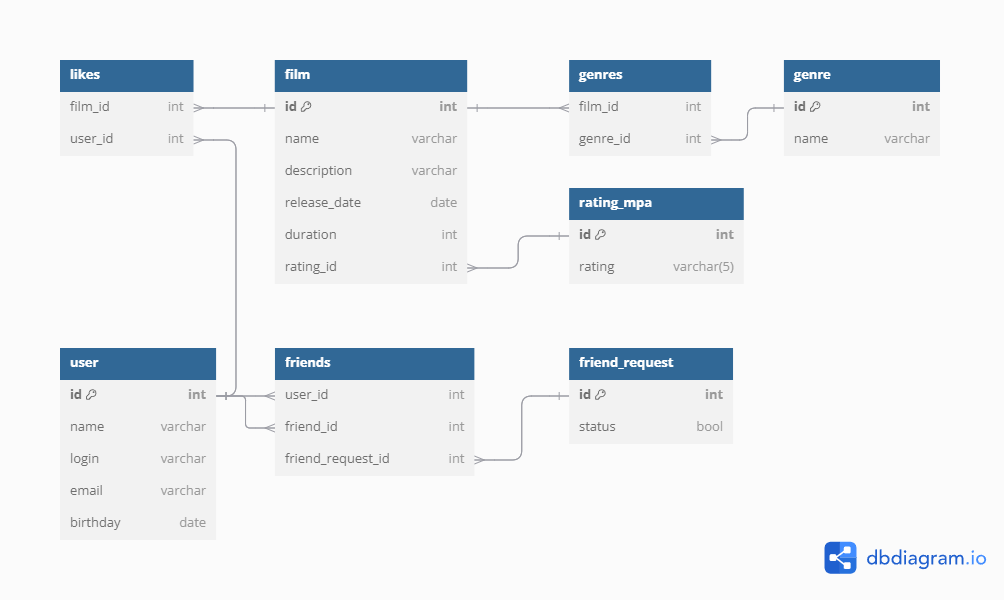 likes
film_id int
user_id int
film
id int
name varchar
description varchar
release_date date
duration int
rating_id int
genres
film_id int
genre_id int
genre
id int
name varchar
rating_mpa
id int
rating varchar(5)
user
id int
name varchar
login varchar
email varchar
birthday date
friends
user_id int
friend_id int
friend_request_id int
friend_request
id int
status bool
dbdiagram.io